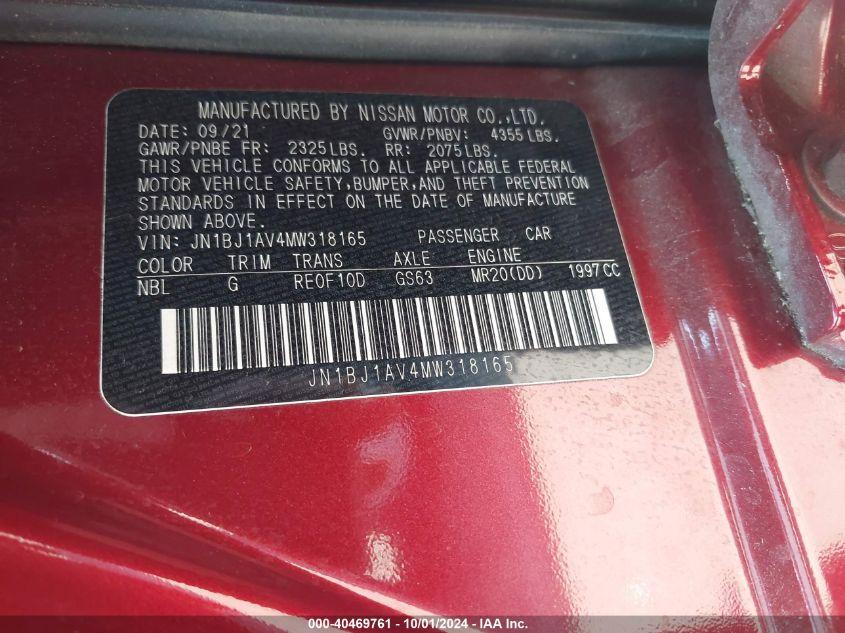 MANUFACTURED BY NISSAN MOTOR CO.,LTD.
DATE: 09/21 GVWR/PNBV: 4355 LBS.
GAWR/PNBE FR: 2325 LBS. RR: 2075 LBS.
THIS VEHICLE CONFORMS TO ALL APPLICABLE FEDERAL
MOTOR VEHICLE SAFETY,BUMPER,AND THEFT PREVENTION
STANDARDS IN EFFECT ON THE DATE OF MANUFACTURE
SHOWN ABOVE.
VIN: JN1BJ1AV4MW318165 PASSENGER CAR
COLOR TRIM TRANS AXLE ENGINE
NBL G RE0F10D GS63 MR20(DD) 1997CC
JN1BJ1AV4MW318165
000-40469761 - 10/01/2024 - IAA Inc.